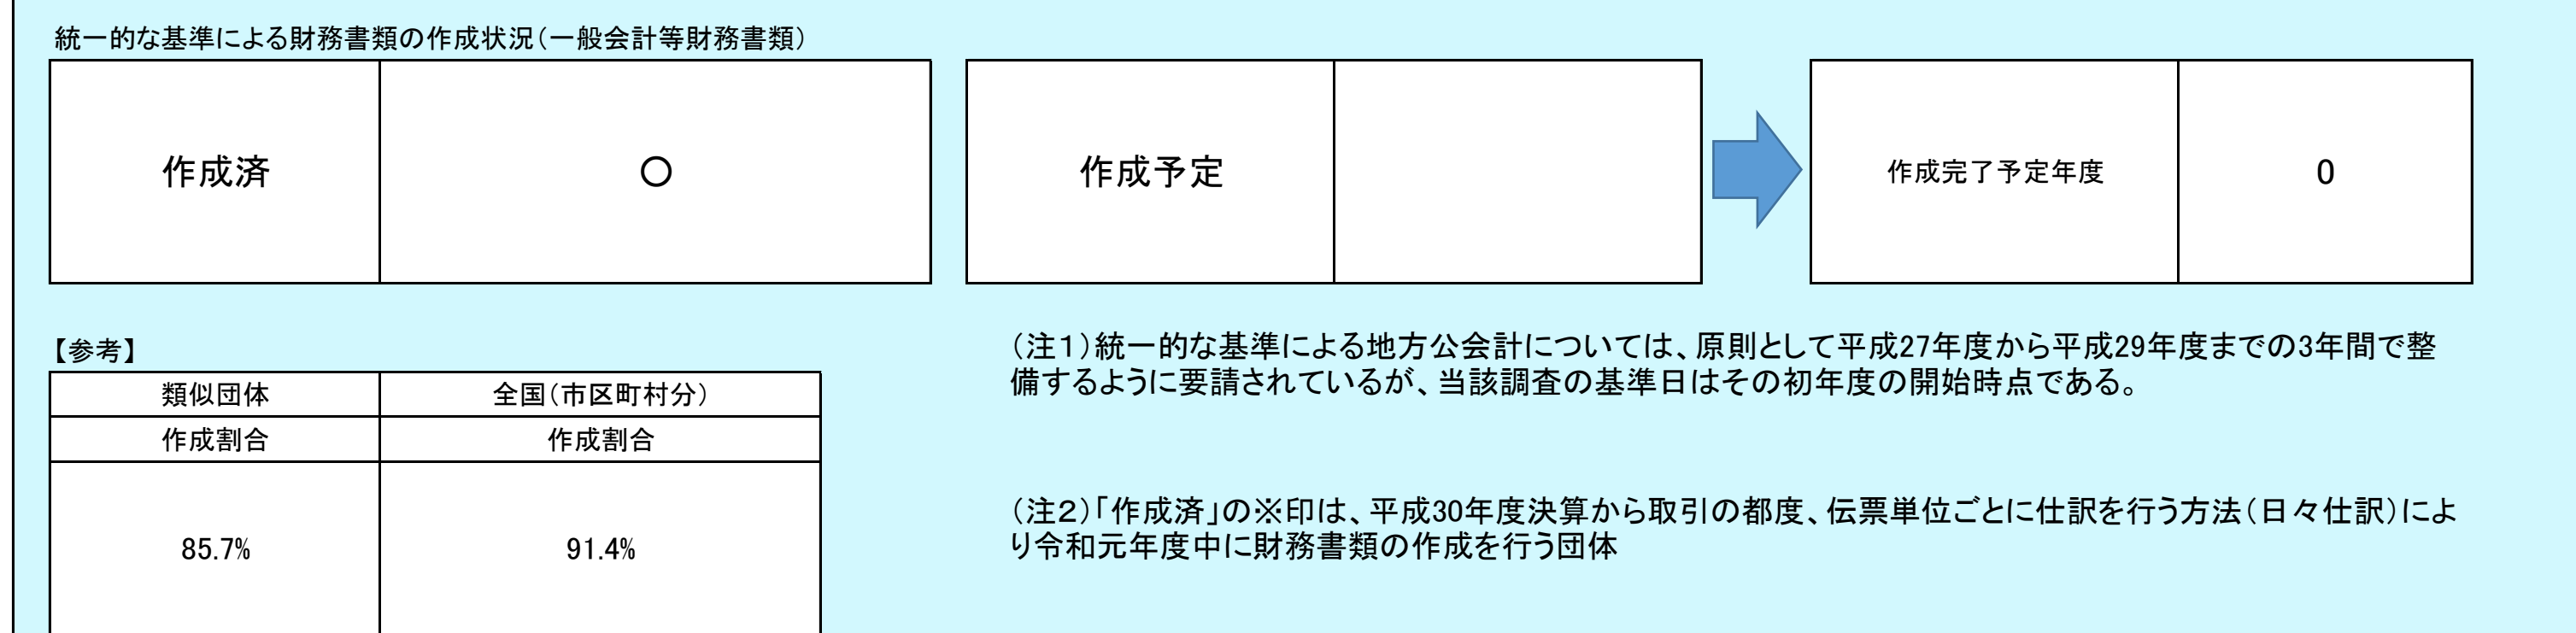 統一的な基準による財務書類の作成状況（一般会計等財務書類）
作成済
〇
作成予定
作成完了予定年度
0
【参考】
類似団体
全国（市区町村分）
作成割合
作成割合
85.7%
91.4%
（注１）統一的な基準による地方公会計については、原則として平成27年度から平成29年度までの3年間で整
備するように要請されているが、当該調査の基準日はその初年度の開始時点である。
（注２）「作成済」の※印は、平成30年度決算から取引の都度、伝票単位ごとに仕訳を行う方法（日々仕訳）によ
り令和元年度中に財務書類の作成を行う団体